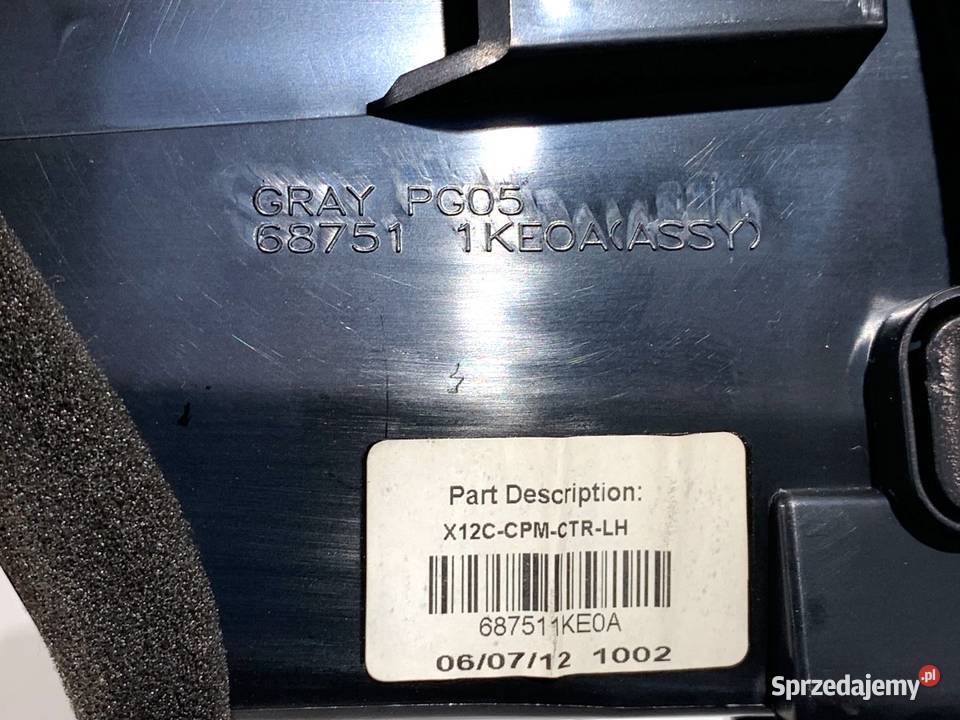 GRAY PG05
68751 1KE0A(ASSY)
Part Description:
X12C-CPM-CTR-LH
687511KE0A
06/07/12 1002
Sprzedajemy.pl